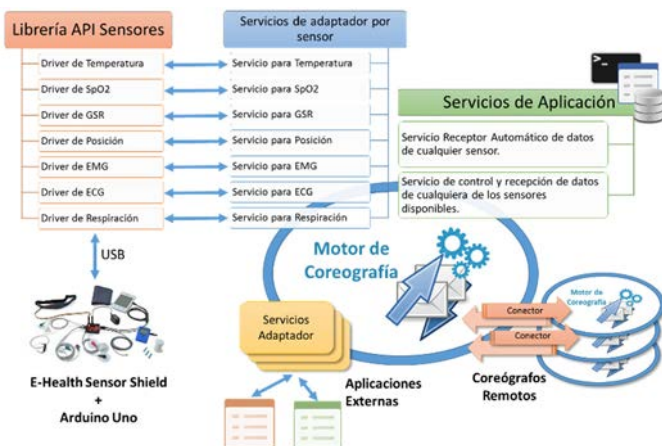 Librería API Sensores
Driver de Temperatura
Driver de SpO2
Driver de GSR
Driver de Posición
Driver de EMG
Driver de ECG
Driver de Respiración
Servicios de adaptador por
sensor
Servicio para Temperatura
Servicio para SpO2
Servicio para GSR
Servicio para Posición
Servicio para EMG
Servicio para ECG
Servicio para Respiración
Servicios de Aplicación
Servicio Receptor Automático de datos
de cualquier sensor.
Servicio de control y recepción de datos
de cualquiera de los sensores
disponibles.
USB
E-Health Sensor Shield
+
Arduino Uno
Motor de
Coreografía
Servicios
Adaptador
Aplicaciones
Externas
Conector
Conector
Motor de
Coreografía
Coreógrafos
Remotos